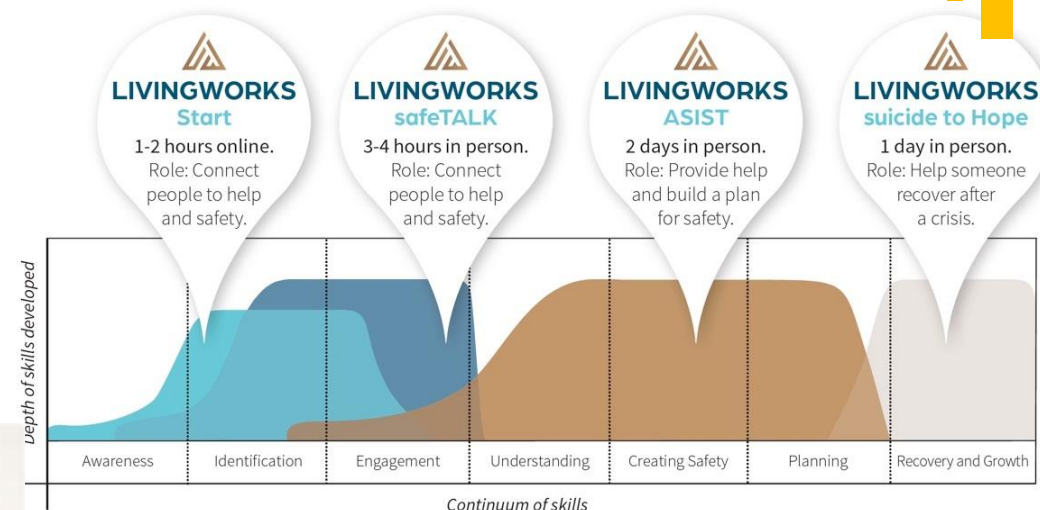 LIVINGWORKS
Start
1-2 hours online.
Role: Connect
people to help
and safety.
LIVINGWORKS
safeTALK
3-4 hours in person.
Role: Connect
people to help
and safety.
LIVINGWORKS
ASIST
2 days in person.
Role: Provide help
and build a plan
for safety.
LIVINGWORKS
suicide to Hope
1 day in person.
Role: Help someone
recover after
a crisis.
Depth of skills developed
Awareness
Identification
Engagement
Understanding
Creating Safety
Planning
Recovery and Growth
Continuum of skills